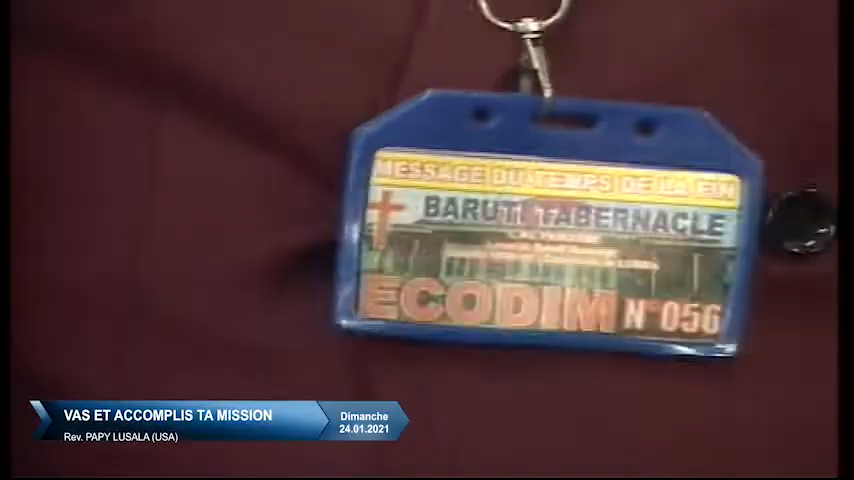 MESSAGE DU TEMPS DE LA FIN
BARUTI TABERNACLE
ECODIM N°056
VAS ET ACCOMPLIS TA MISSION
Rev. PAPY LUSALA (USA)
Dimanche
24.01.2021